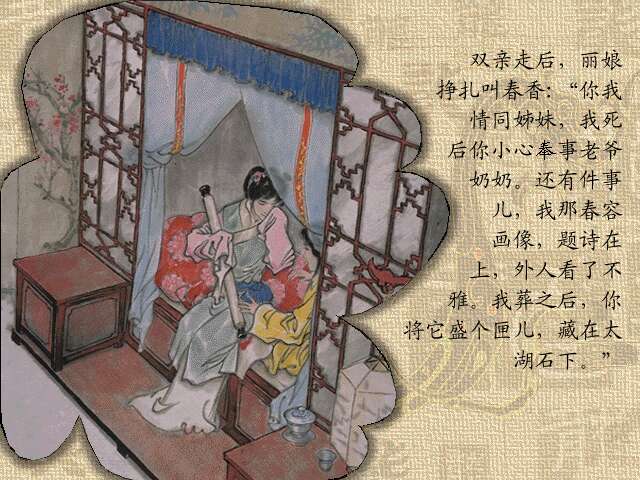 双亲走后，丽娘
挣扎叫春香：“你我
情同姊妹，我死
后你小心奉事老爷
奶奶。还有件事
儿，我那春容
画像，题诗在
上，外人看了不
雅。我葬之后，你
将它盛个匣儿，藏在太
湖石下。”